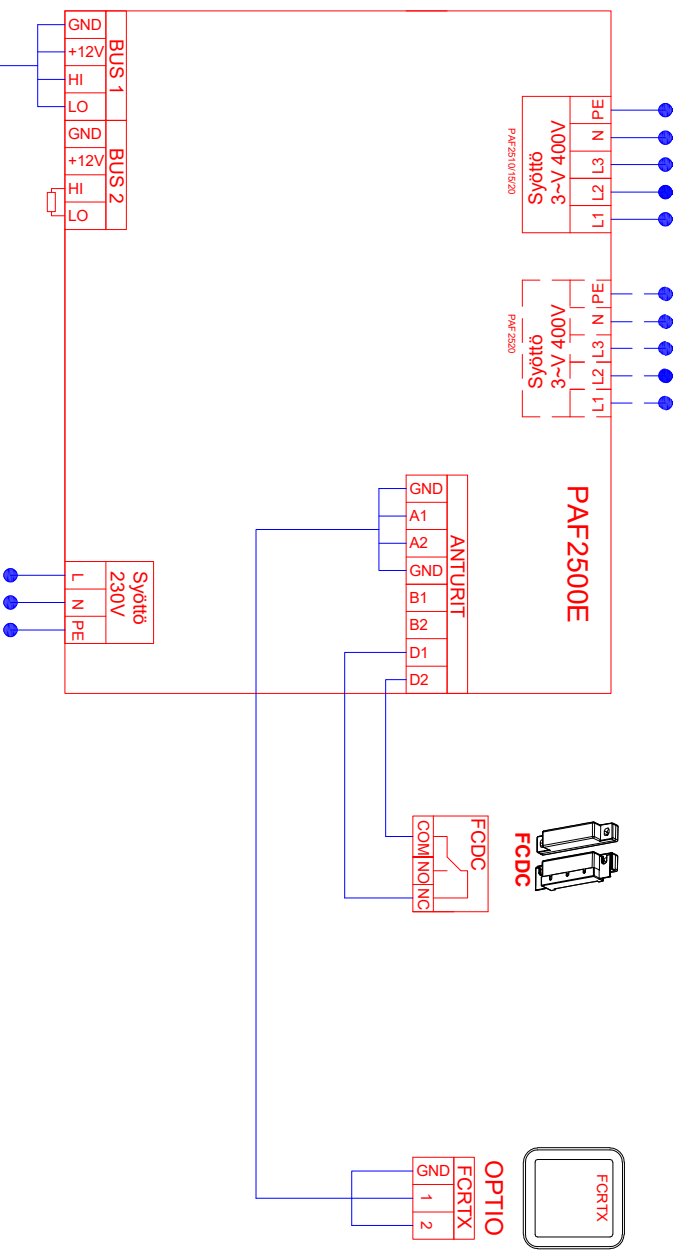 GND
+12V
HI
LO
BUS 1
GND
+12V
HI
LO
BUS 2
PE
N
L3
L2
L1
3~V 400V
Syöttö
PAF2510/15/20
PE
N
L3
L2
L1
3~V 400V
Syöttö
PAF2520
PAF2500E
GND
A1
A2
GND
B1
B2
D1
D2
ANTURIT
Syöttö
230V
L
N
PE
FCDC
COM
NO
NC
FCDC
FCRTX
OPTIO
FCRTX
GND
1
2